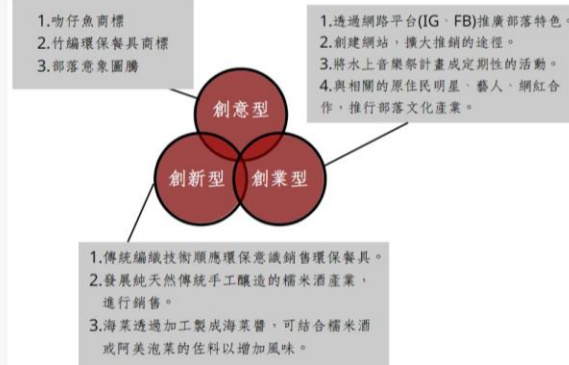 1.吻仔魚商標
2.竹編環保餐具商標
3.部落意象圖騰
1.透過網路平台(IG、FB)推廣部落特色。
2.創建網站，擴大推銷的途徑。
3.將水上音樂祭計畫成定期性的活動。
4.與相關的原住民明星、藝人、網紅合
作，推行部落文化產業。
創意型
創新型
創業型
1.傳統編織技術順應環保意識銷售環保餐具。
2.發展純天然傳統手工釀造的糯米酒產業，
進行銷售。
3.海菜透過加工製成海菜醬，可結合糯米酒
或阿美泡菜的佐料以增加風味。